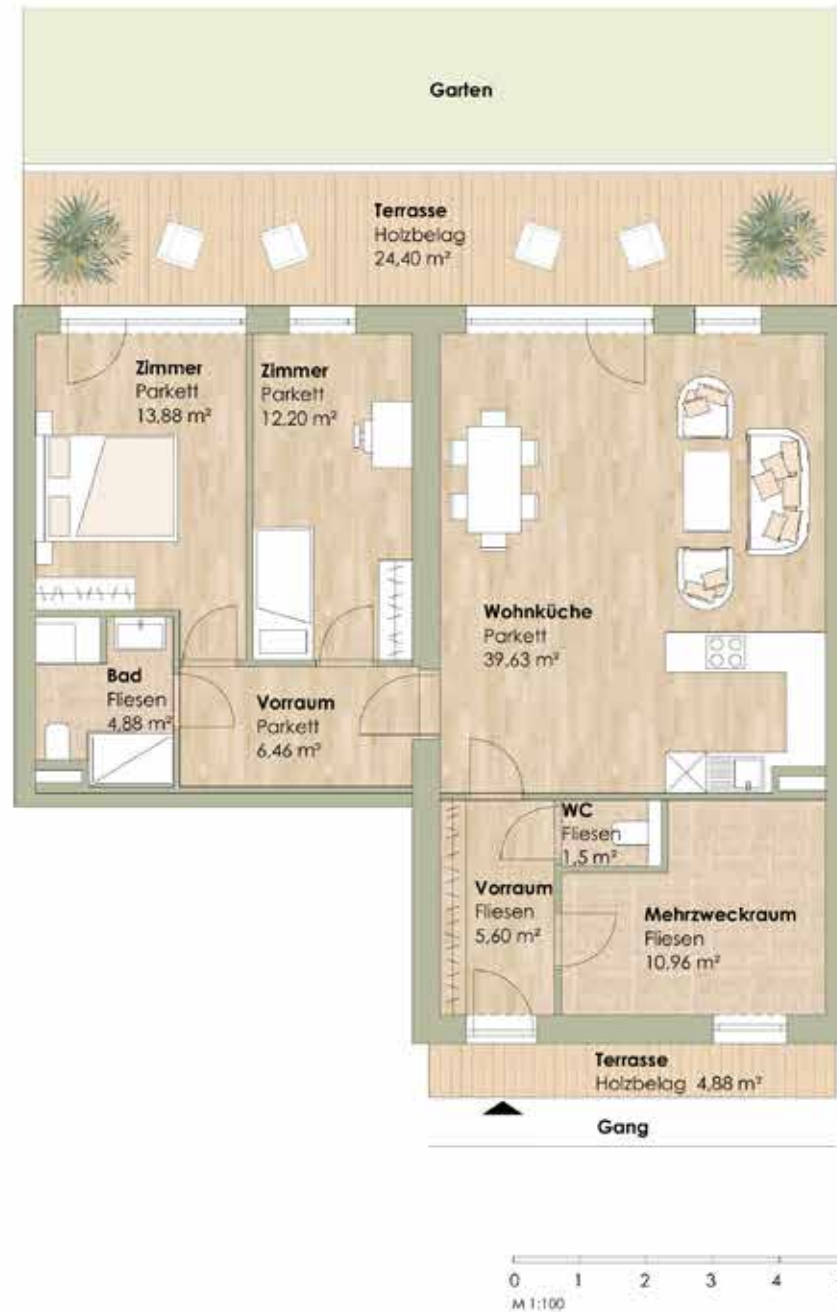 Garten
Terrasse
Holzbelag
24,40 m²
Zimmer
Parkett
13,88 m²
Zimmer
Parkett
12,20 m²
Wohnküche
Parkett
39,63 m²
Bad
Fliesen
4,88 m²
Vorraum
Parkett
6,46 m²
WC
Fliesen
1,5 m²
Vorraum
Fliesen
5,60 m²
Mehrzweckraum
Fliesen
10,96 m²
Terrasse
Holzbelag 4,88 m²
Gang
0 1 2 3 4
M 1:100